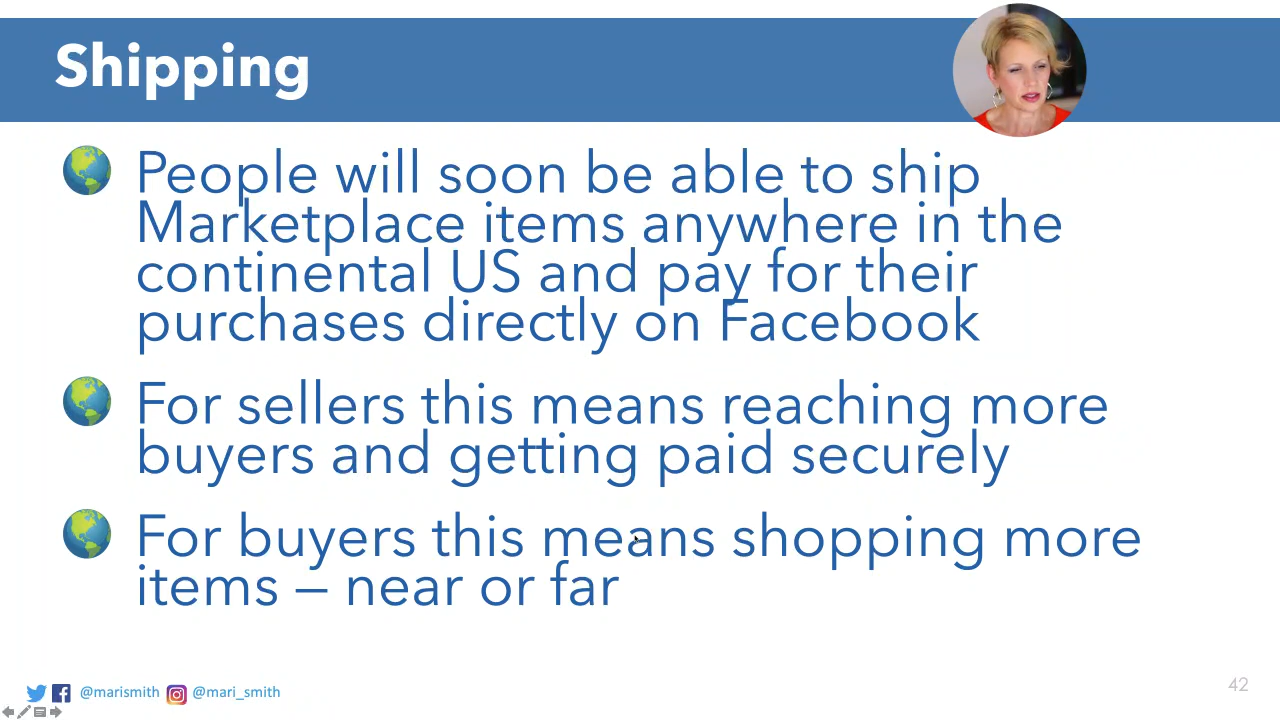 Shipping
People will soon be able to ship
Marketplace items anywhere in the
continental US and pay for their
purchases directly on Facebook
For sellers this means reaching more
buyers and getting paid securely
For buyers this means shopping more
items – near or far
@marismith @mari_smith
42